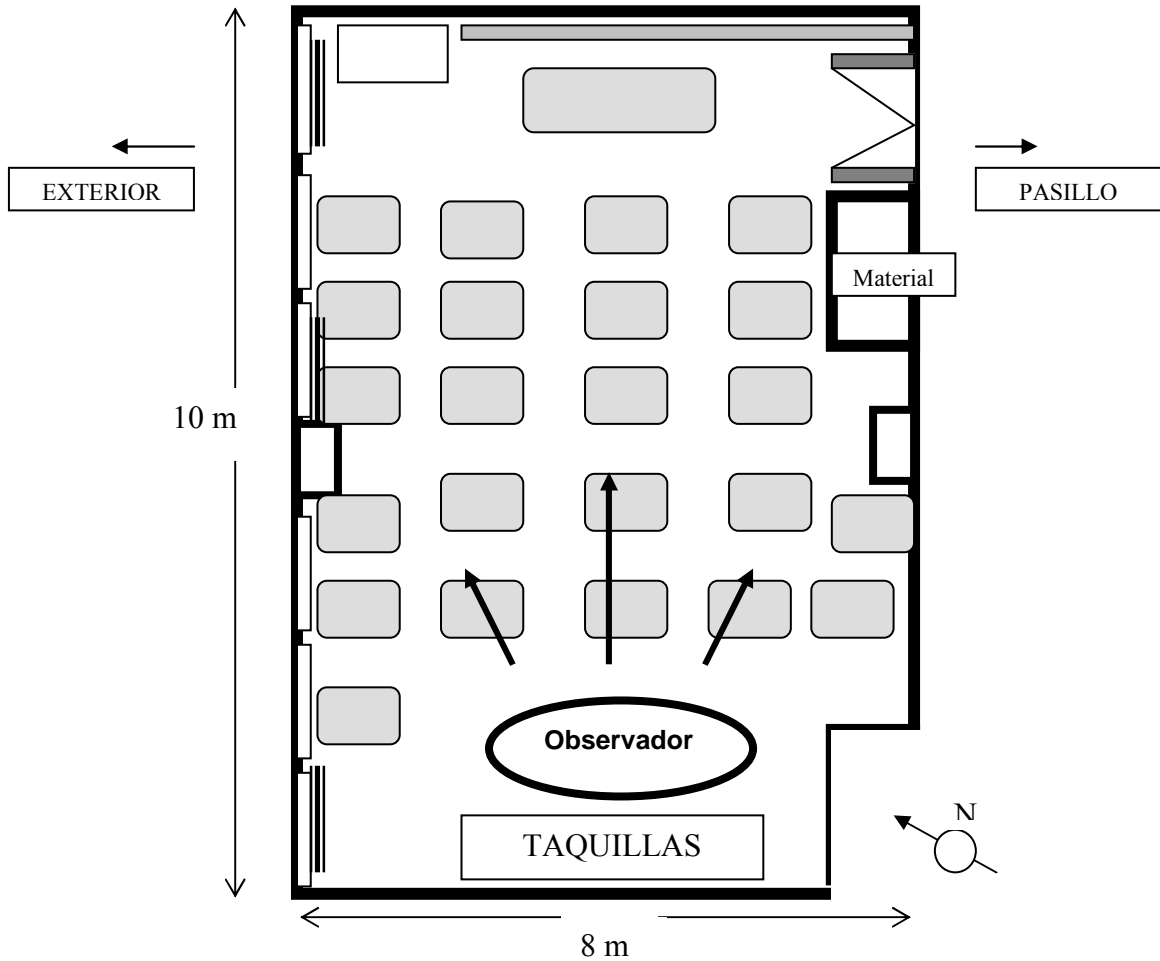 EXTERIOR
PASILLO
Material
10 m
Observador
TAQUILLAS
N
8 m